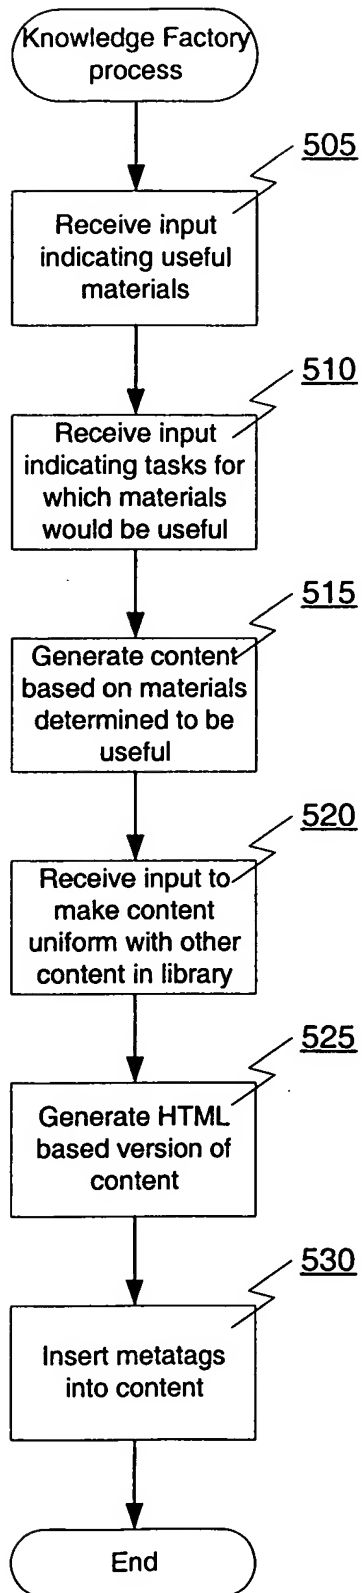 Knowledge Factory
process
505
Receive input
indicating useful
materials
510
Receive input
indicating tasks for
which materials
would be useful
515
Generate content
based on materials
determined to be
useful
520
Receive input to
make content
uniform with other
content in library
525
Generate HTML
based version of
content
530
Insert metatags
into content
End